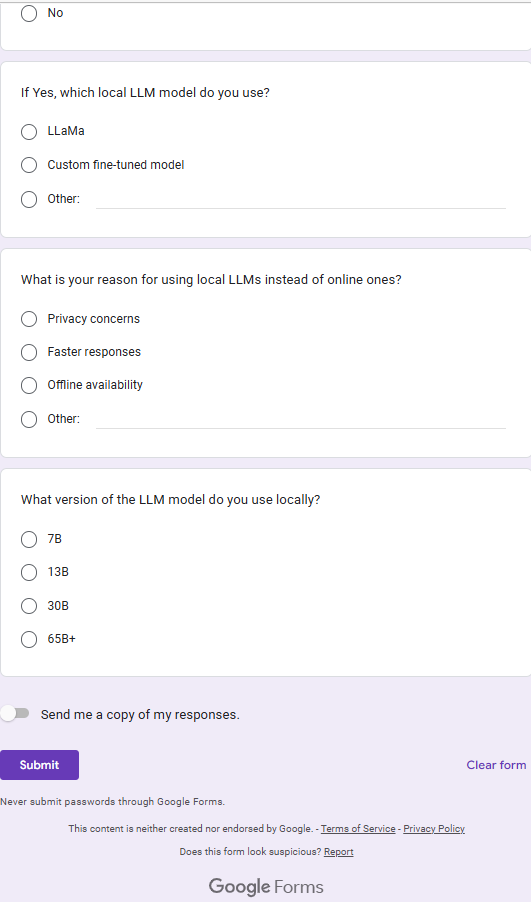 No
If Yes, which local LLM model do you use?
LLaMa
Custom fine-tuned model
Other:
What is your reason for using local LLMs instead of online ones?
Privacy concerns
Faster responses
Offline availability
Other:
What version of the LLM model do you use locally?
7B
13B
30B
65B+
Send me a copy of my responses.
Submit
Clear form
Never submit passwords through Google Forms.
This content is neither created nor endorsed by Google. - Terms of Service - Privacy Policy
Does this form look suspicious? Report
Google Forms